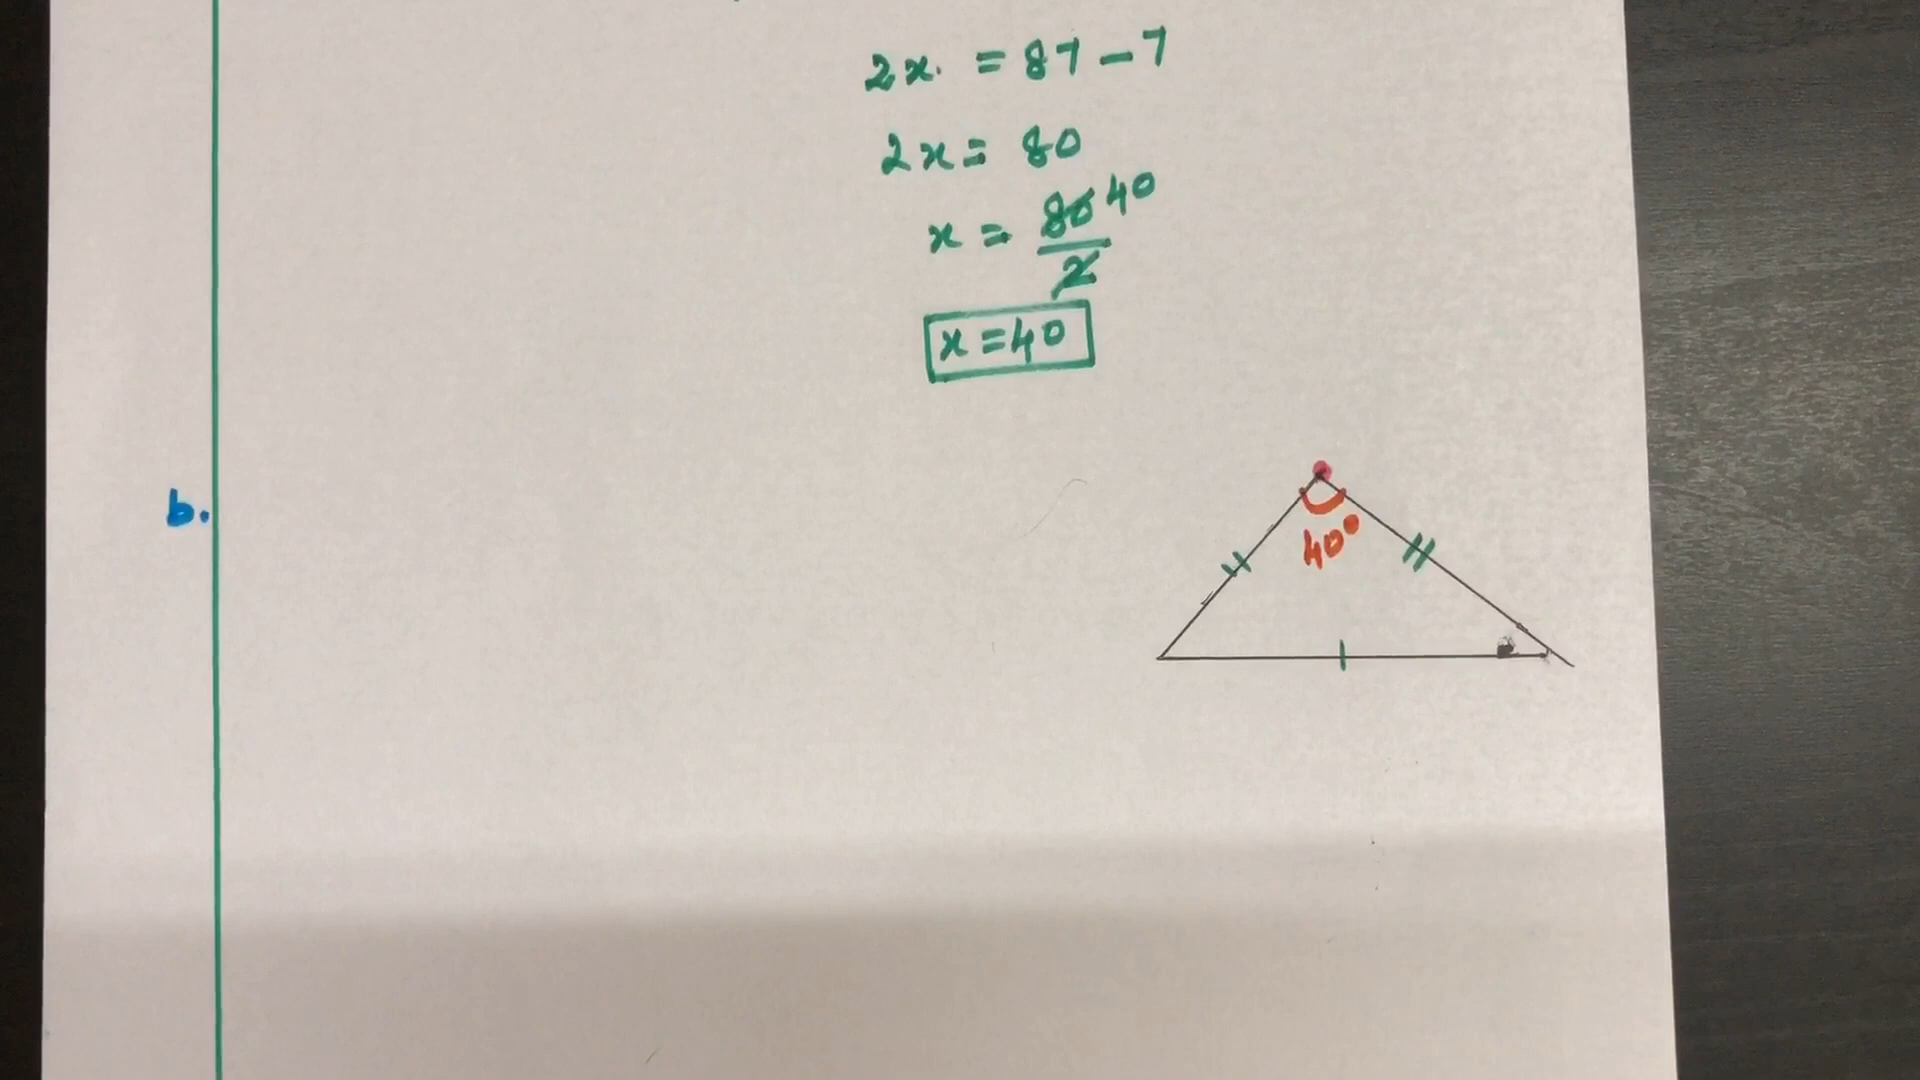 2x. = 87 - 7
2x = 80
x = 80/2 40
x = 40
b.
40°